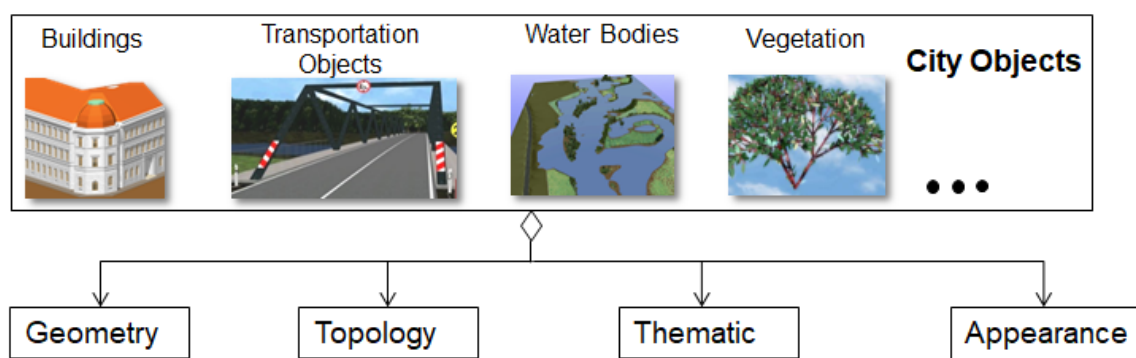 Buildings
Transportation
Objects
Water Bodies
Vegetation
City Objects
Geometry
Topology
Thematic
Appearance